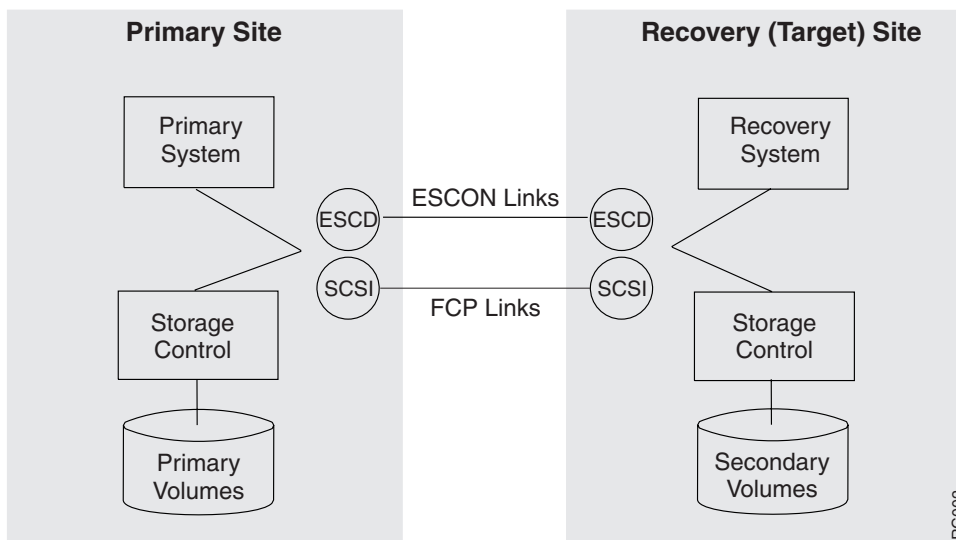 Primary Site
Recovery (Target) Site
Primary
System
Recovery
System
ESCON Links
ESCD
ESCD
SCSI
SCSI
FCP Links
Storage
Control
Storage
Control
Primary
Volumes
Secondary
Volumes